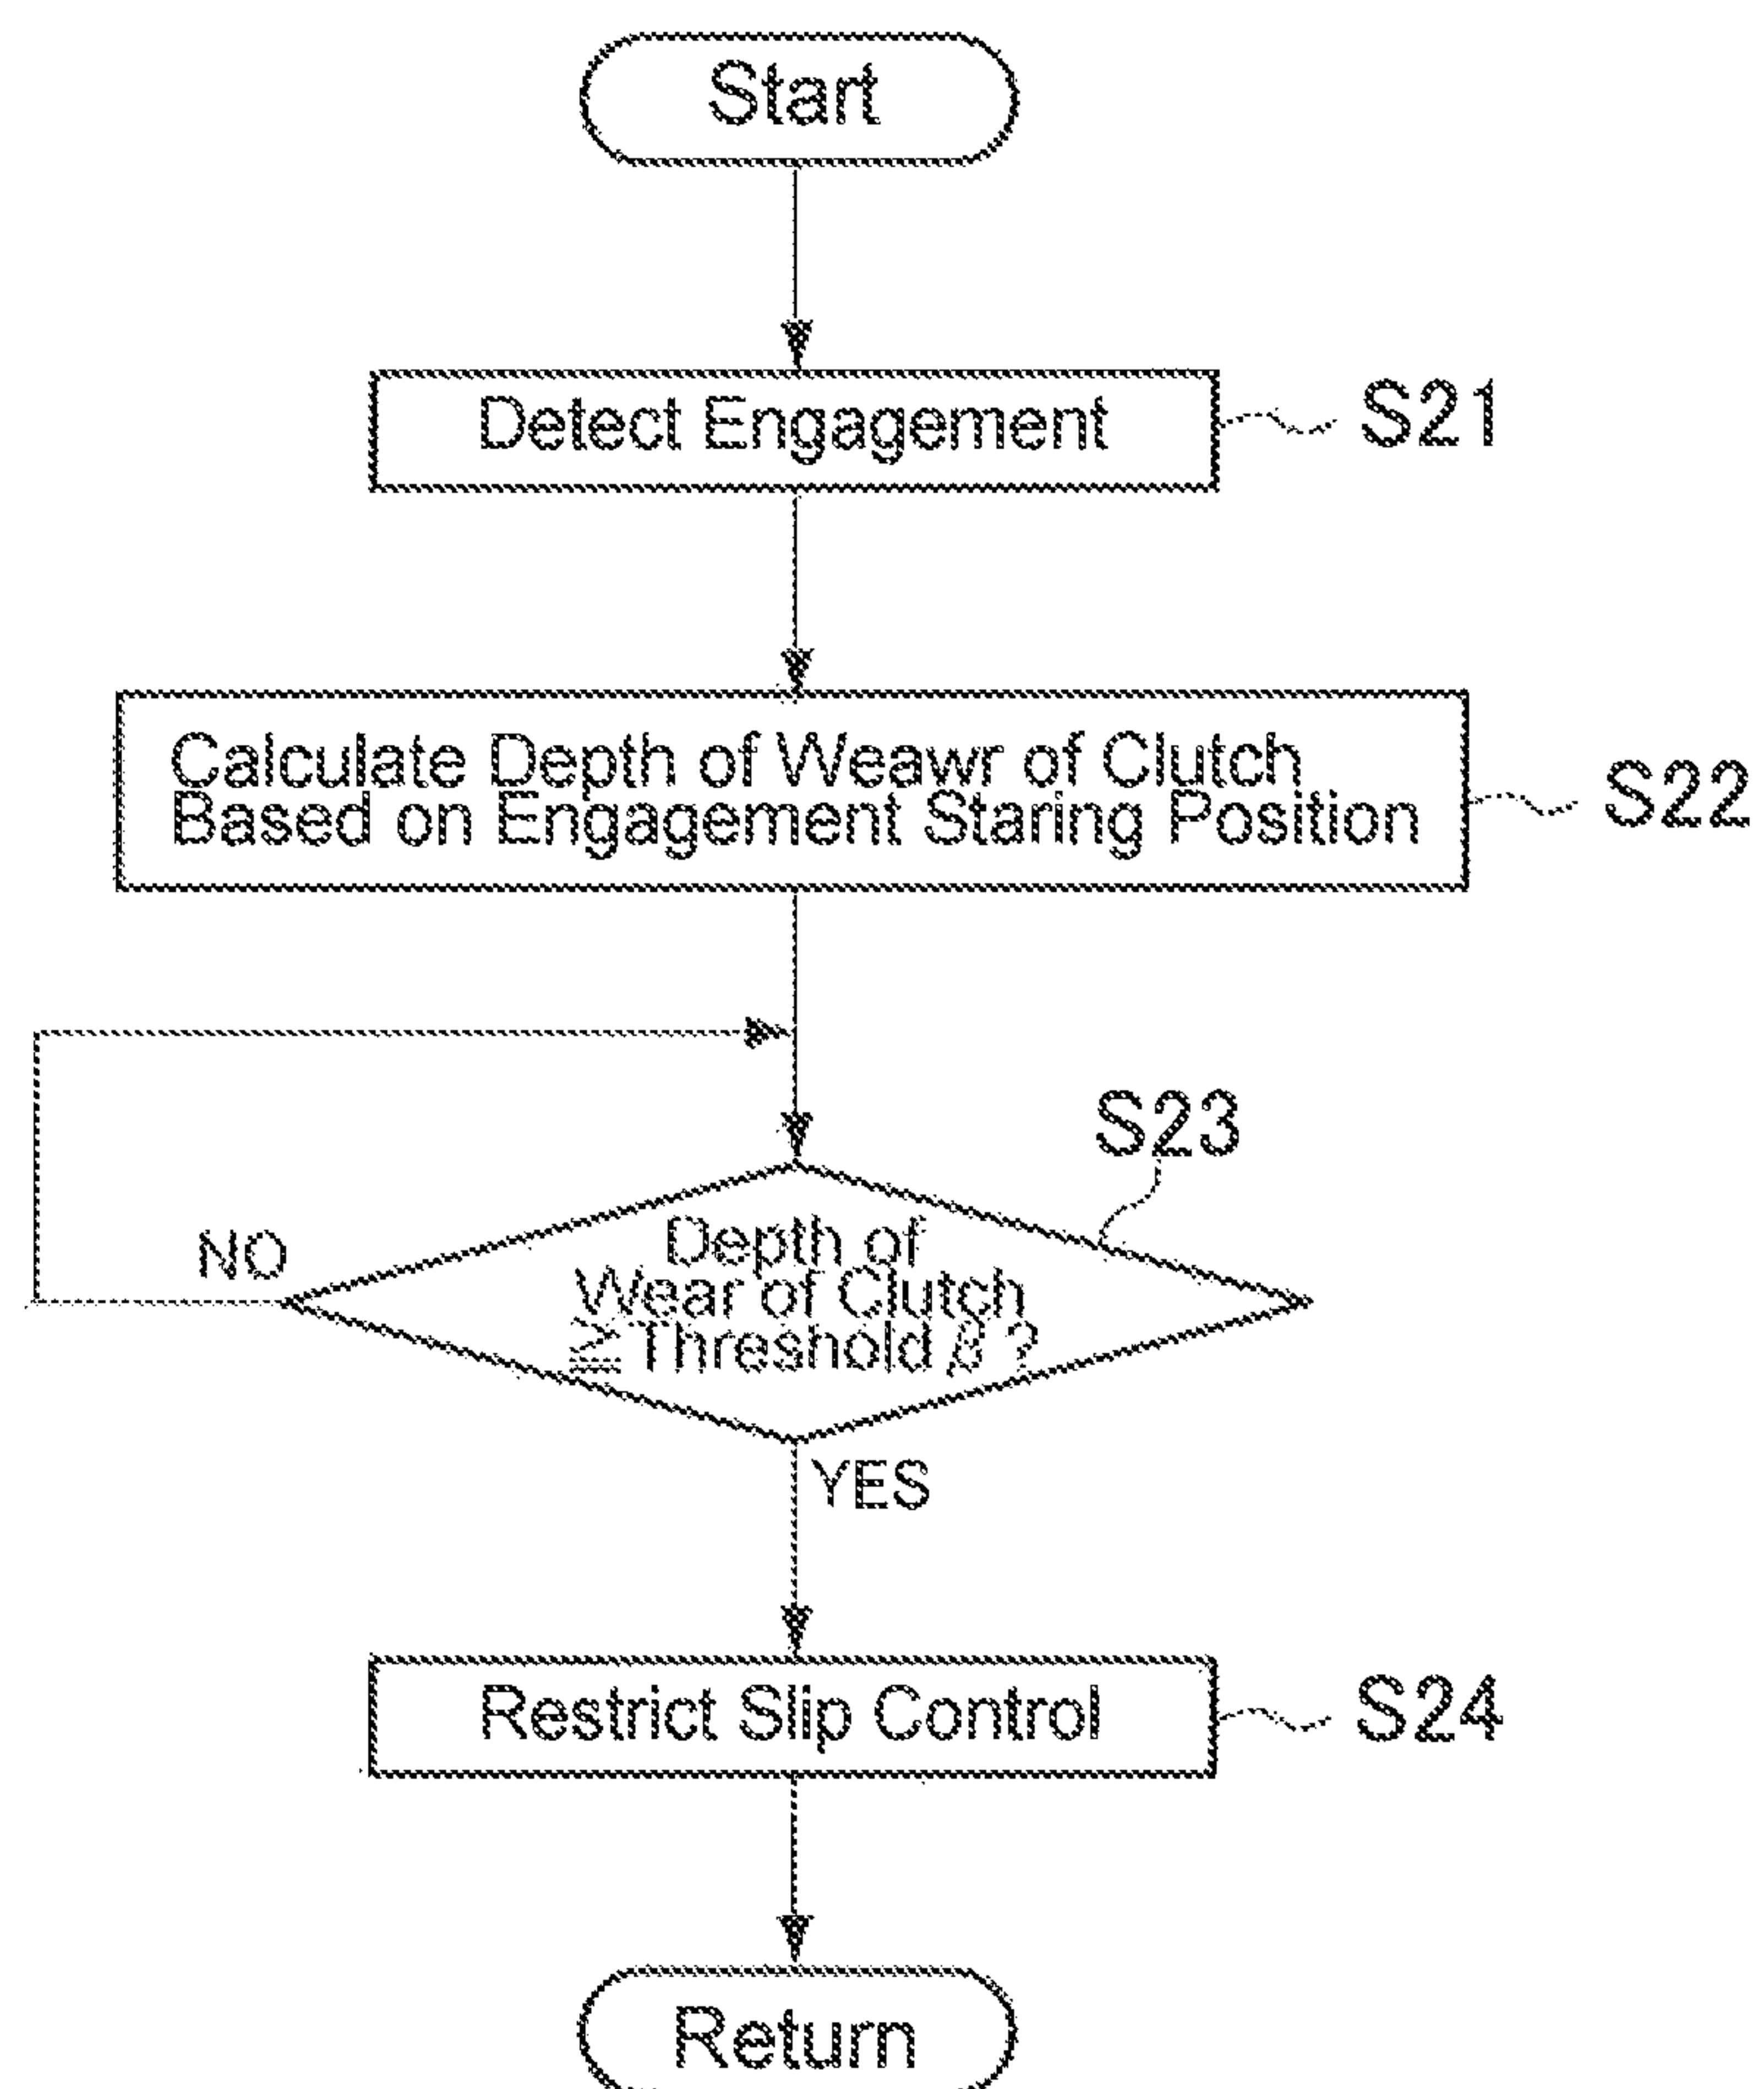 Start
Detect Engagement
S21
Calculate Depth of Weawr of Clutch
Based on Engagement Staring Position
S22
S23
NO
Depth of
Wear of Clutch
≧ Threshold β ?
YES
Restrict Slip Control
S24
Return